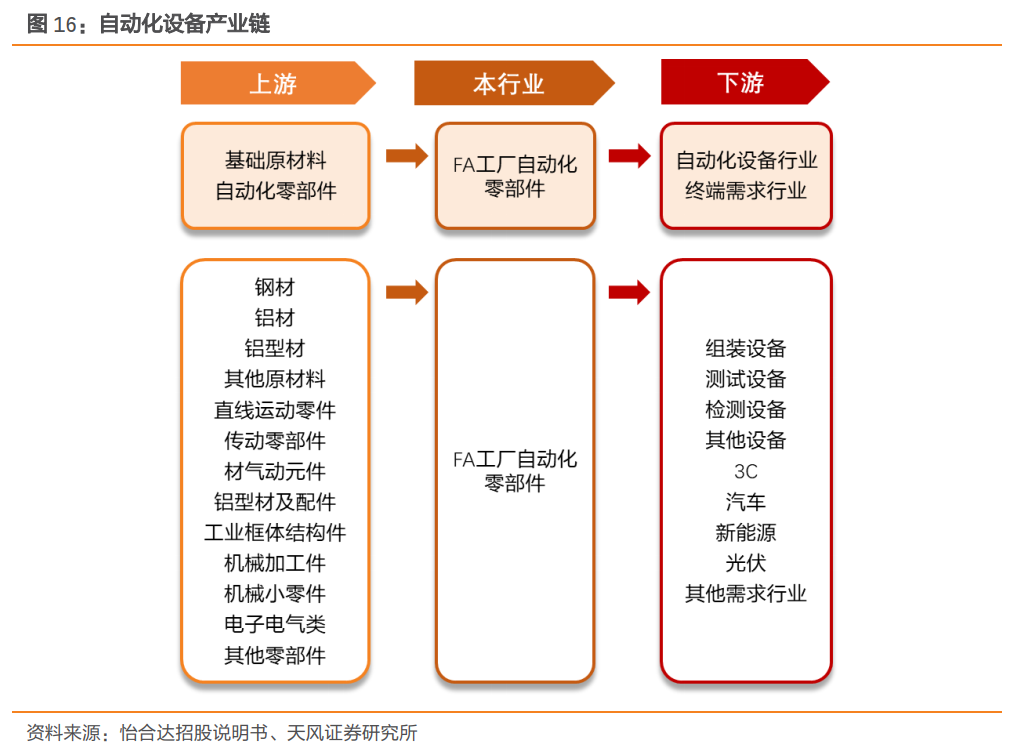 图 16：自动化设备产业链
上游
本行业
下游
基础原材料
自动化零部件
FA工厂自动化
零部件
自动化设备行业
终端需求行业
钢材
铝材
铝型材
其他原材料
直线运动零件
传动零部件
材气动元件
铝型材及配件
工业框体结构件
机械加工件
机械小零件
电子电气类
其他零部件
FA工厂自动化
零部件
组装设备
测试设备
检测设备
其他设备
3C
汽车
新能源
光伏
其他需求行业
资料来源：怡合达招股说明书、天风证券研究所